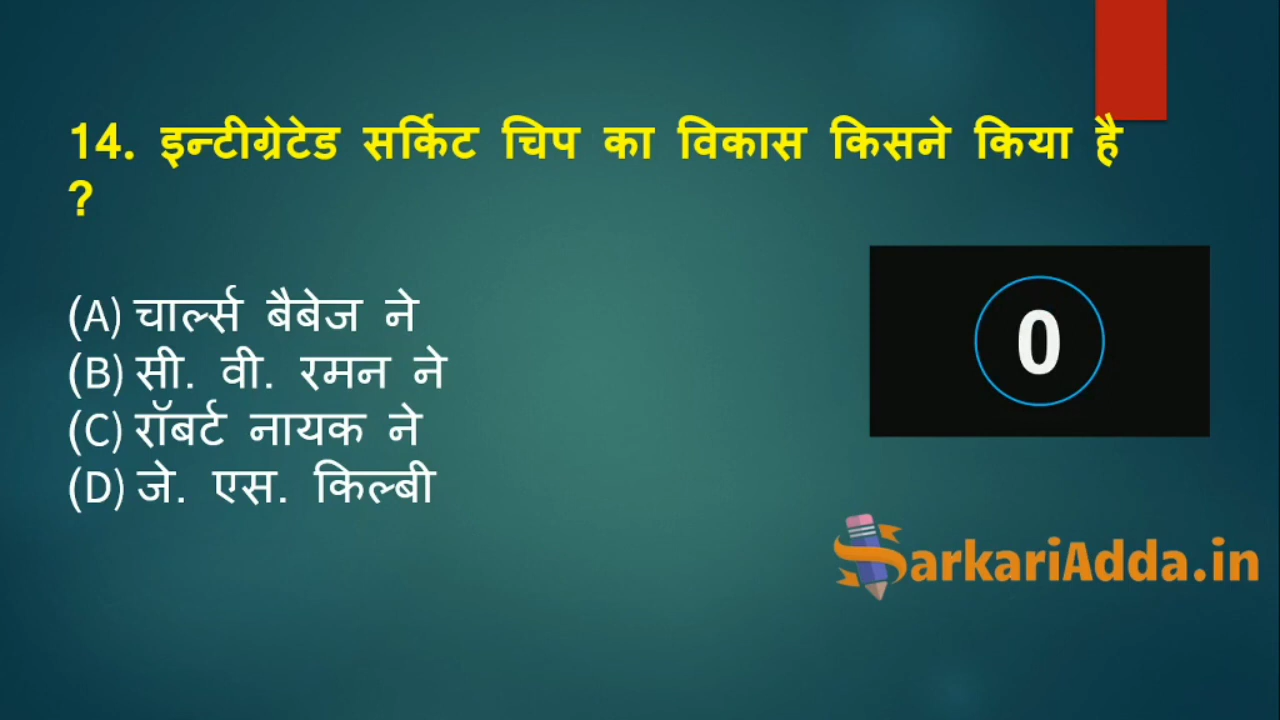 14. इन्टीग्रेटेड सर्किट चिप का विकास किसने किया है
?
(A) चार्ल्स बैबेज ने
(B) सी. वी. रमन ने
(C) रॉबर्ट नायक ने
(D) जे. एस. किल्बी
0
SarkariAdda.in